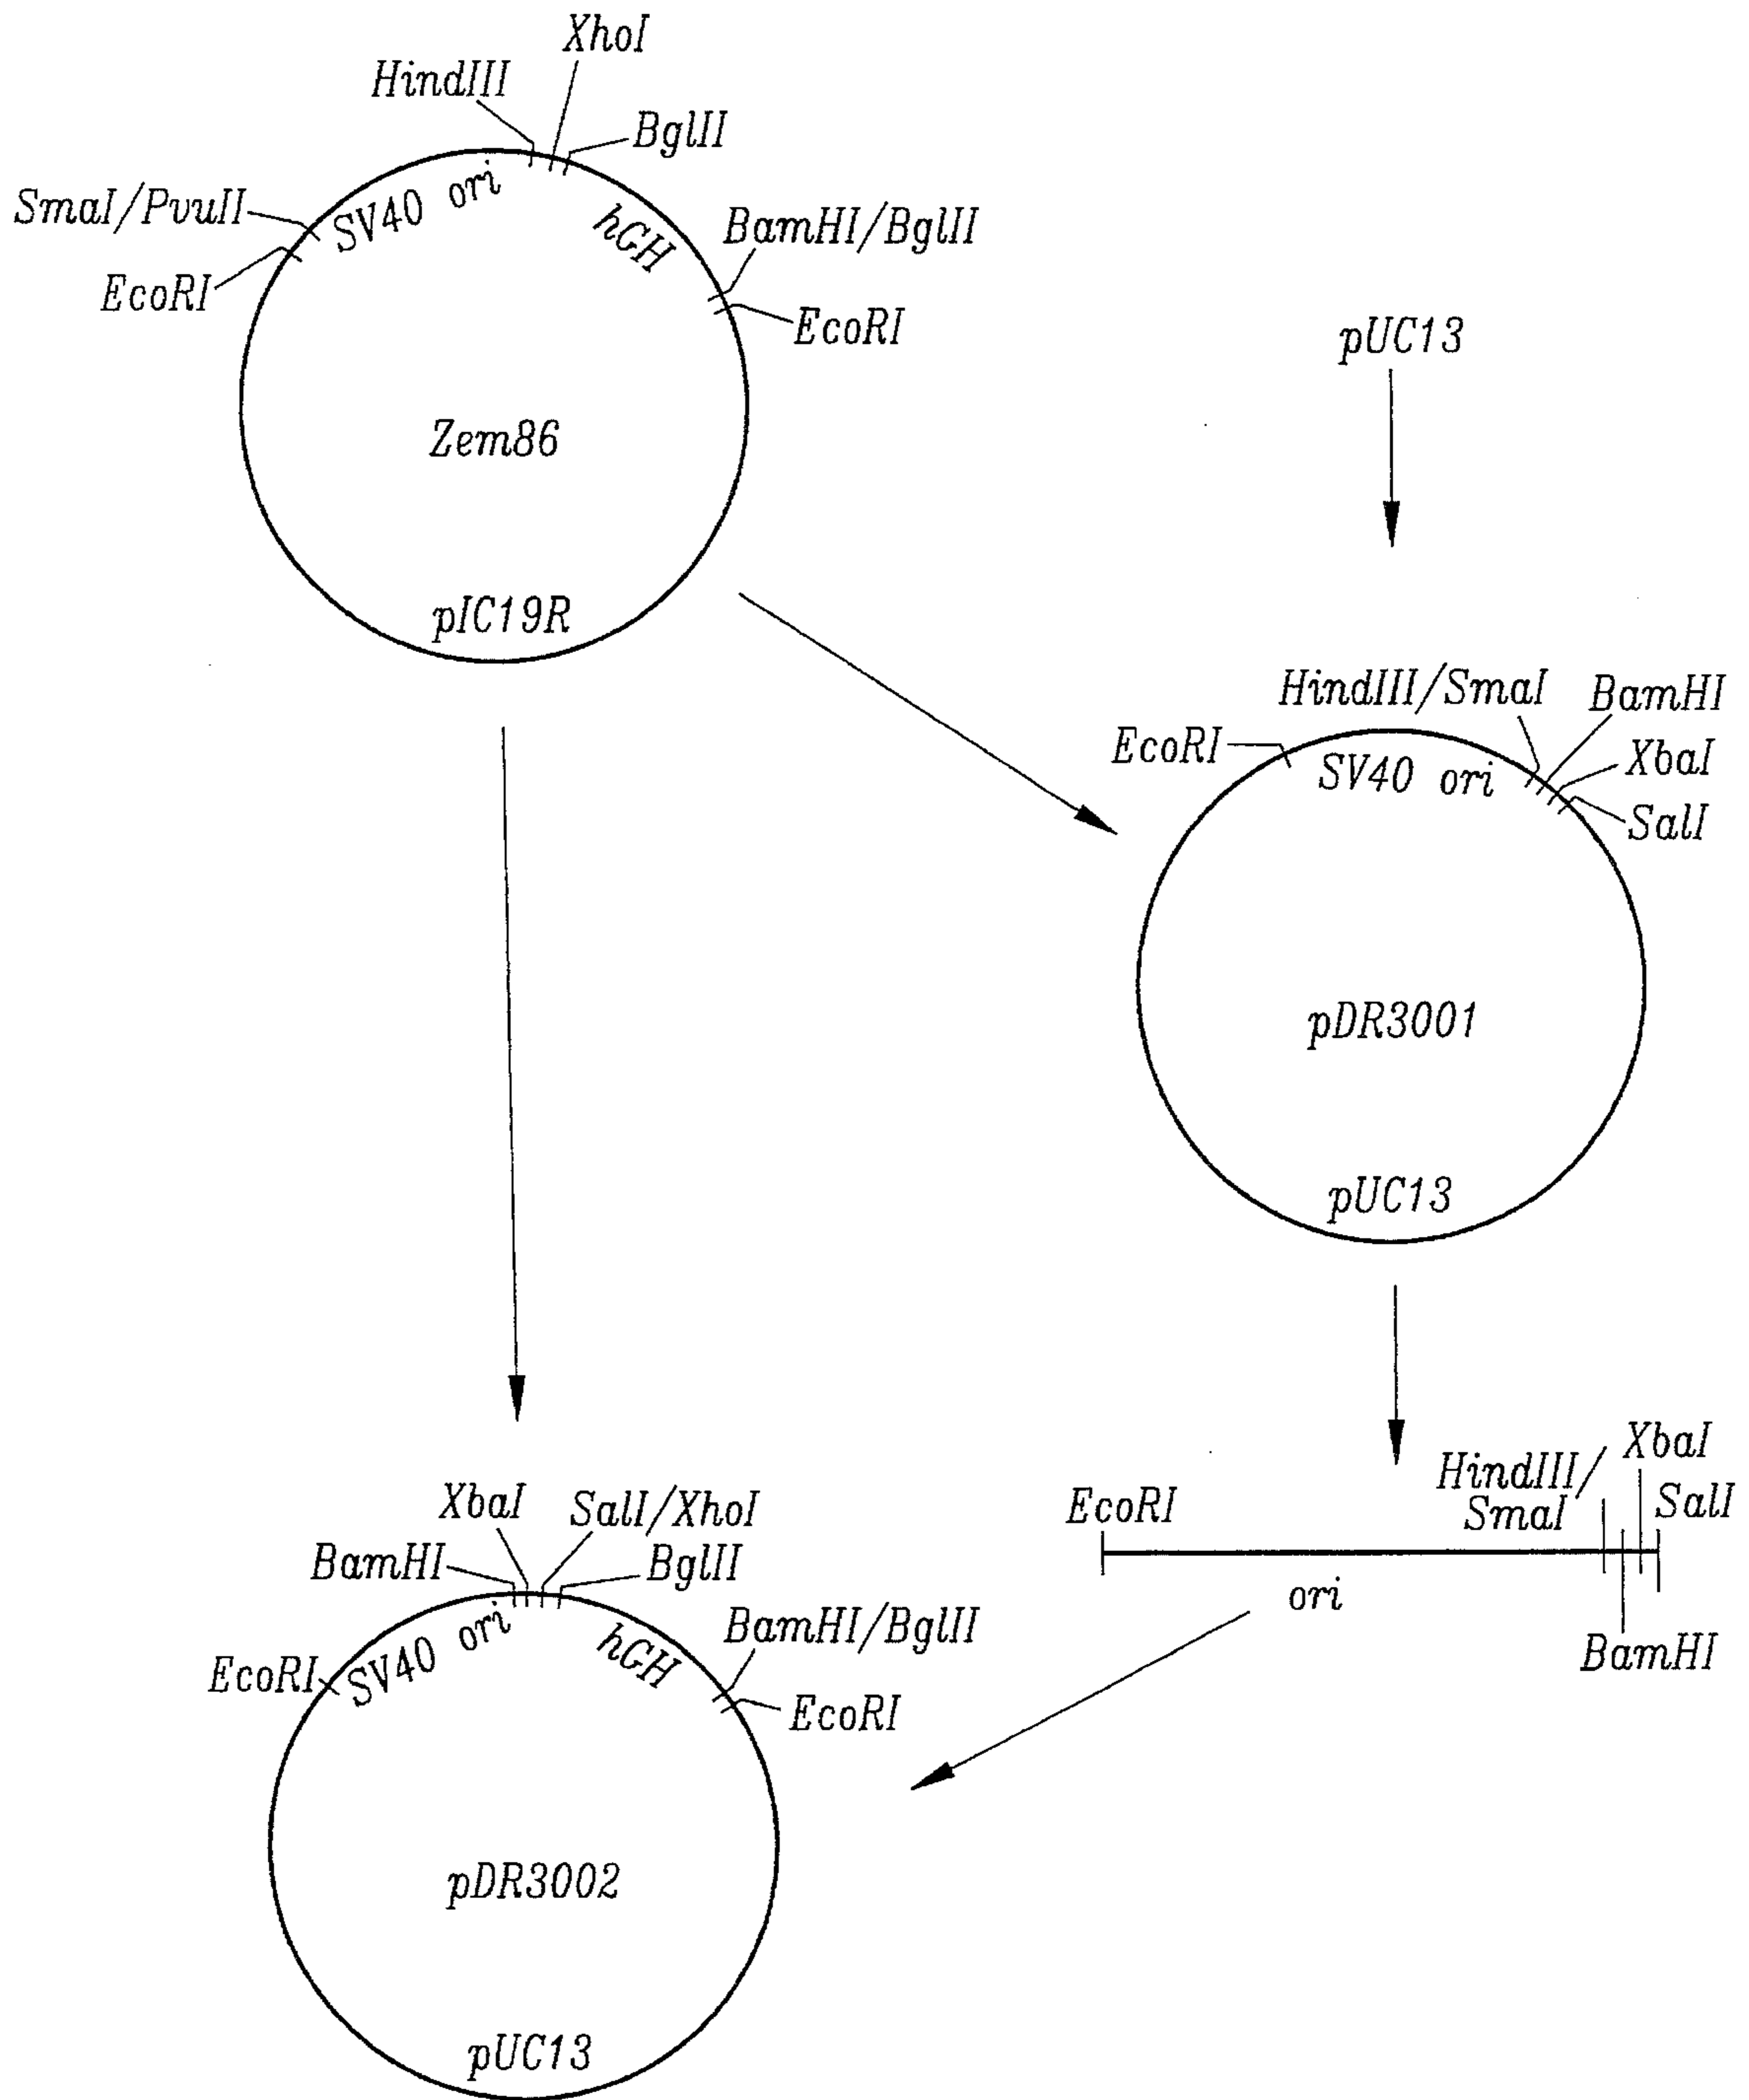 XhoI
HindIII
BglII
SmaI/PvuII
SV40 ori
hGH
BamHI/BglII
EcoRI
EcoRI
Zem86
pIC19R
pUC13
HindIII/SmaI
BamHI
EcoRI
SV40 ori
XbaI
SalI
pDR3001
pUC13
EcoRI
HindIII/
SmaI
XbaI
SalI
ori
BamHI
XbaI
SalI/XhoI
BamHI
BglII
EcoRI
SV40 ori
hGH
BamHI/BglII
EcoRI
pDR3002
pUC13